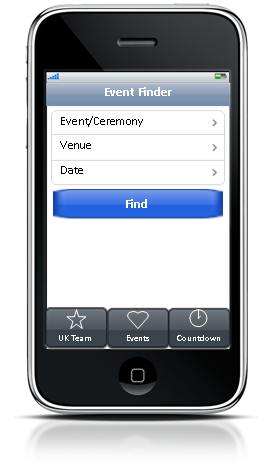 Event Finder
Event/Ceremony
Venue
Date
Find
UK Team
Events
Countdown